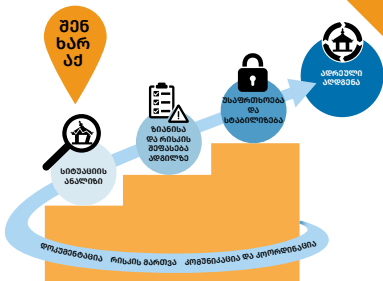 შენ
ხარ
აქ
სიტუაციის
ანალიზი
ზიანისა
და რისკის
შეფასება
ადგილზე
უსაფრთხოება
და
სტაბილიზება
ადრეული
აღდგენა
დოკუმენტაცია რისკის მართვა კომუნიკაცია და კოორდინაცია